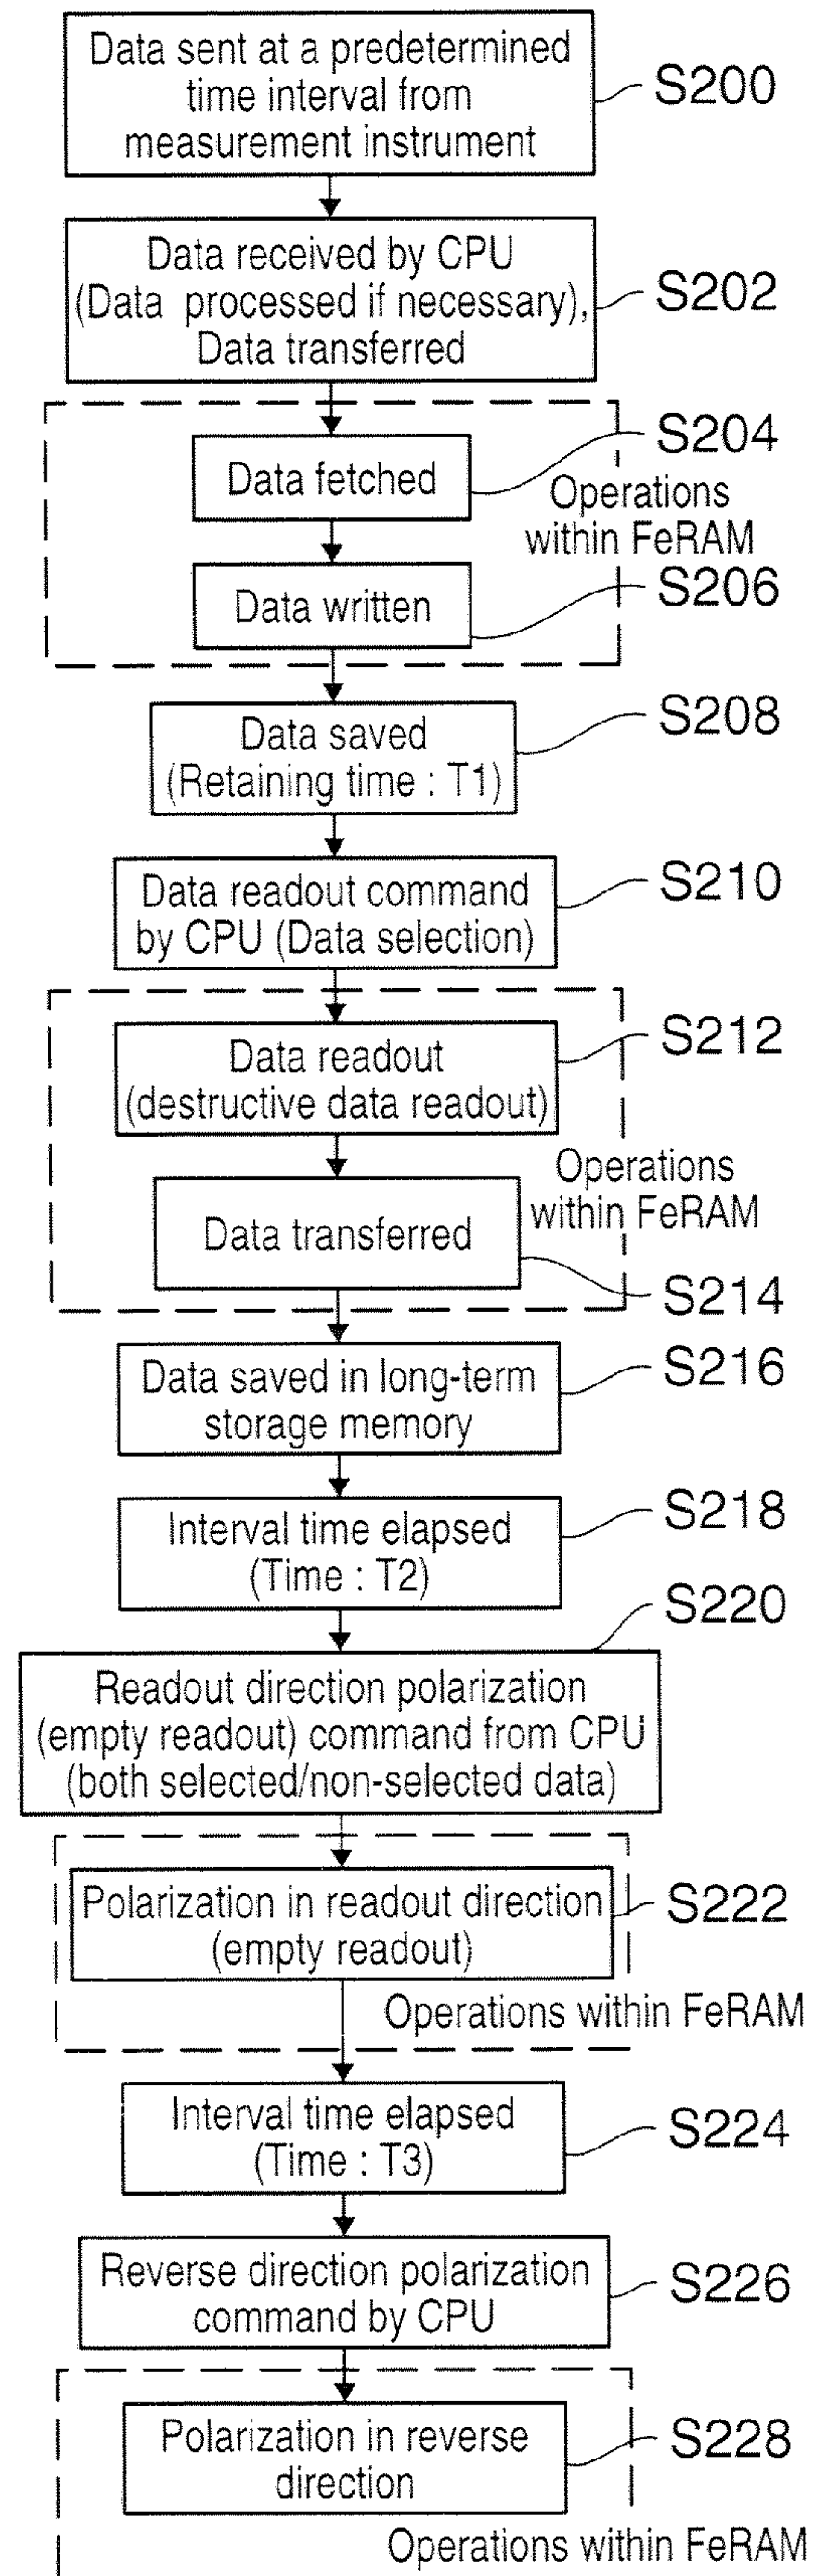 Data sent at a predetermined
time interval from
measurement instrument
S200
Data received by CPU
(Data processed if necessary),
Data transferred
S202
Data fetched
S204
Operations
within FeRAM
Data written
S206
Data saved
(Retaining time : T1)
S208
Data readout command
by CPU (Data selection)
S210
Data readout
(destructive data readout)
S212
Operations
within FeRAM
Data transferred
S214
Data saved in long-term
storage memory
S216
Interval time elapsed
(Time : T2)
S218
S220
Readout direction polarization
(empty readout) command from CPU
(both selected/non-selected data)
Polarization in readout direction
(empty readout)
S222
Operations within FeRAM
Interval time elapsed
(Time : T3)
S224
Reverse direction polarization
command by CPU
S226
Polarization in reverse
direction
S228
Operations within FeRAM